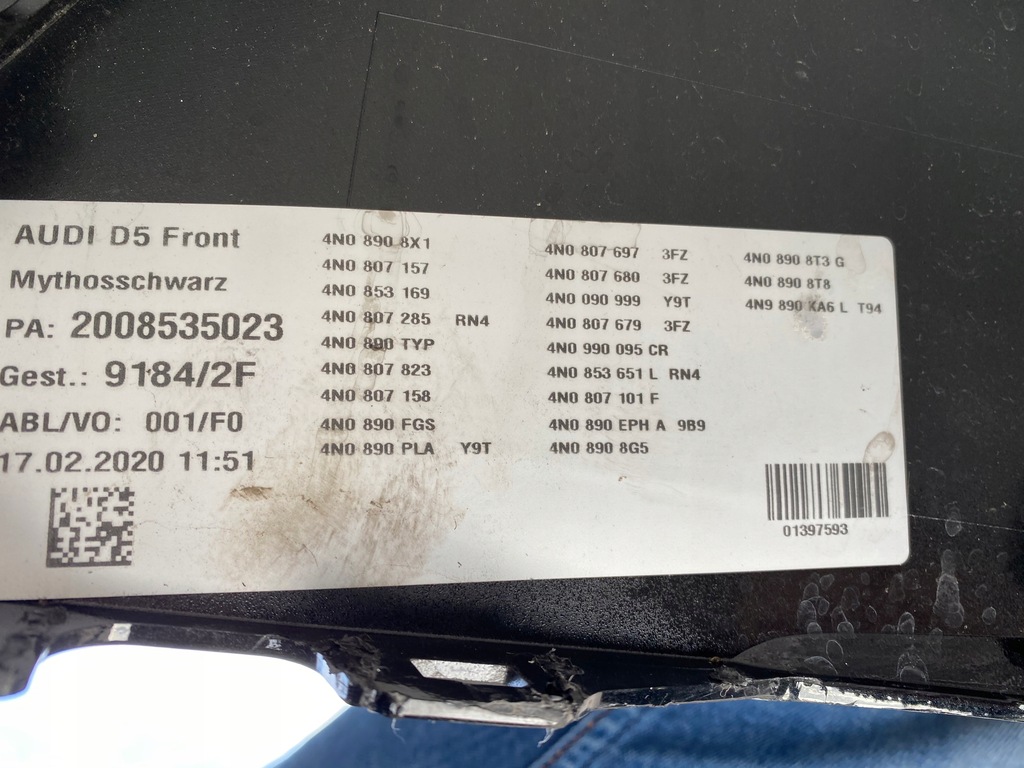 AUDI D5 Front
Mythosschwarz
PA: 2008535023
Gest.: 9184/2F
ABL/VO: 001/F0
17.02.2020 11:51
4N0 890 8X1
4N0 807 157
4N0 853 169
4N0 807 285 RN4
4N0 890 TYP
4N0 807 823
4N0 807 158
4N0 890 FGS
4N0 890 PLA Y9T
4N0 807 697 3FZ
4N0 807 680 3FZ
4N0 090 999 Y9T
4N0 807 679 3FZ
4N0 990 095 CR
4N0 853 651 L RN4
4N0 807 101 F
4N0 890 EPH A 9B9
4N0 890 8G5
4N0 890 8T3 G
4N0 890 8T8
4N9 890 KA6 L T94
01397593